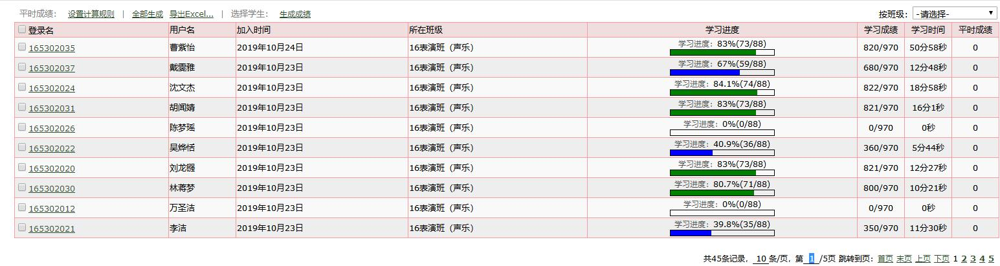 平时成绩： 设置计算规则 | 全部生成 导出Excel... | 选择学生： 生成成绩 按班级： -请选择-
登录名 用户名 加入时间 所在班级 学习进度 学习成绩 学习时间 平时成绩
165302035 曹紫怡 2019年10月24日 16表演班（声乐） 学习进度：83%(73/88) 820/970 50分58秒 0
165302037 戴雯雅 2019年10月23日 16表演班（声乐） 学习进度：67%(59/88) 680/970 12分48秒 0
165302024 沈文杰 2019年10月23日 16表演班（声乐） 学习进度：84.1%(74/88) 822/970 18分58秒 0
165302031 胡闻婧 2019年10月23日 16表演班（声乐） 学习进度：83%(73/88) 821/970 16分1秒 0
165302026 陈梦瑶 2019年10月23日 16表演班（声乐） 学习进度：0%(0/88) 0/970 0秒 0
165302022 吴烨恬 2019年10月23日 16表演班（声乐） 学习进度：40.9%(36/88) 360/970 5分44秒 0
165302020 刘龙镪 2019年10月23日 16表演班（声乐） 学习进度：83%(73/88) 821/970 12分27秒 0
165302030 林蒋梦 2019年10月23日 16表演班（声乐） 学习进度：80.7%(71/88) 800/970 10分21秒 0
165302012 万圣洁 2019年10月23日 16表演班（声乐） 学习进度：0%(0/88) 0/970 0秒 0
165302021 李洁 2019年10月23日 16表演班（声乐） 学习进度：39.8%(35/88) 350/970 11分30秒 0
共45条记录， 10 条/页，第 1 /5页 跳转到页：首页 末页 上页 下页 1 2 3 4 5